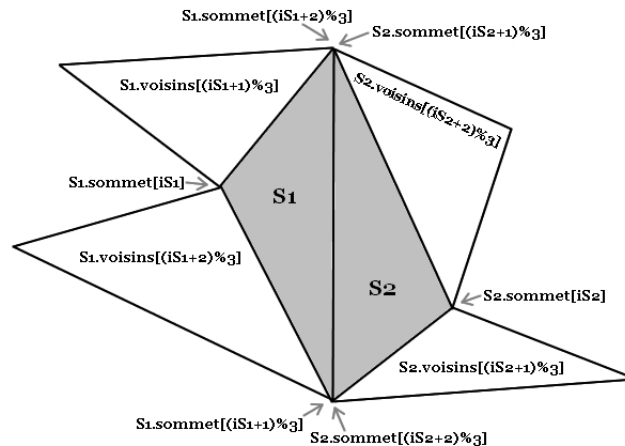 S1.sommet[(iS1+2)%3]
S2.sommet[(iS2+1)%3]
S1.voisins[(iS1+1)%3]
S2.voisins[(iS2+2)%3]
S1.sommet[iS1]
S1
S1.voisins[(iS1+2)%3]
S2
S2.sommet[iS2]
S2.voisins[(iS2+1)%3]
S1.sommet[(iS1+1)%3]
S2.sommet[(iS2+2)%3]